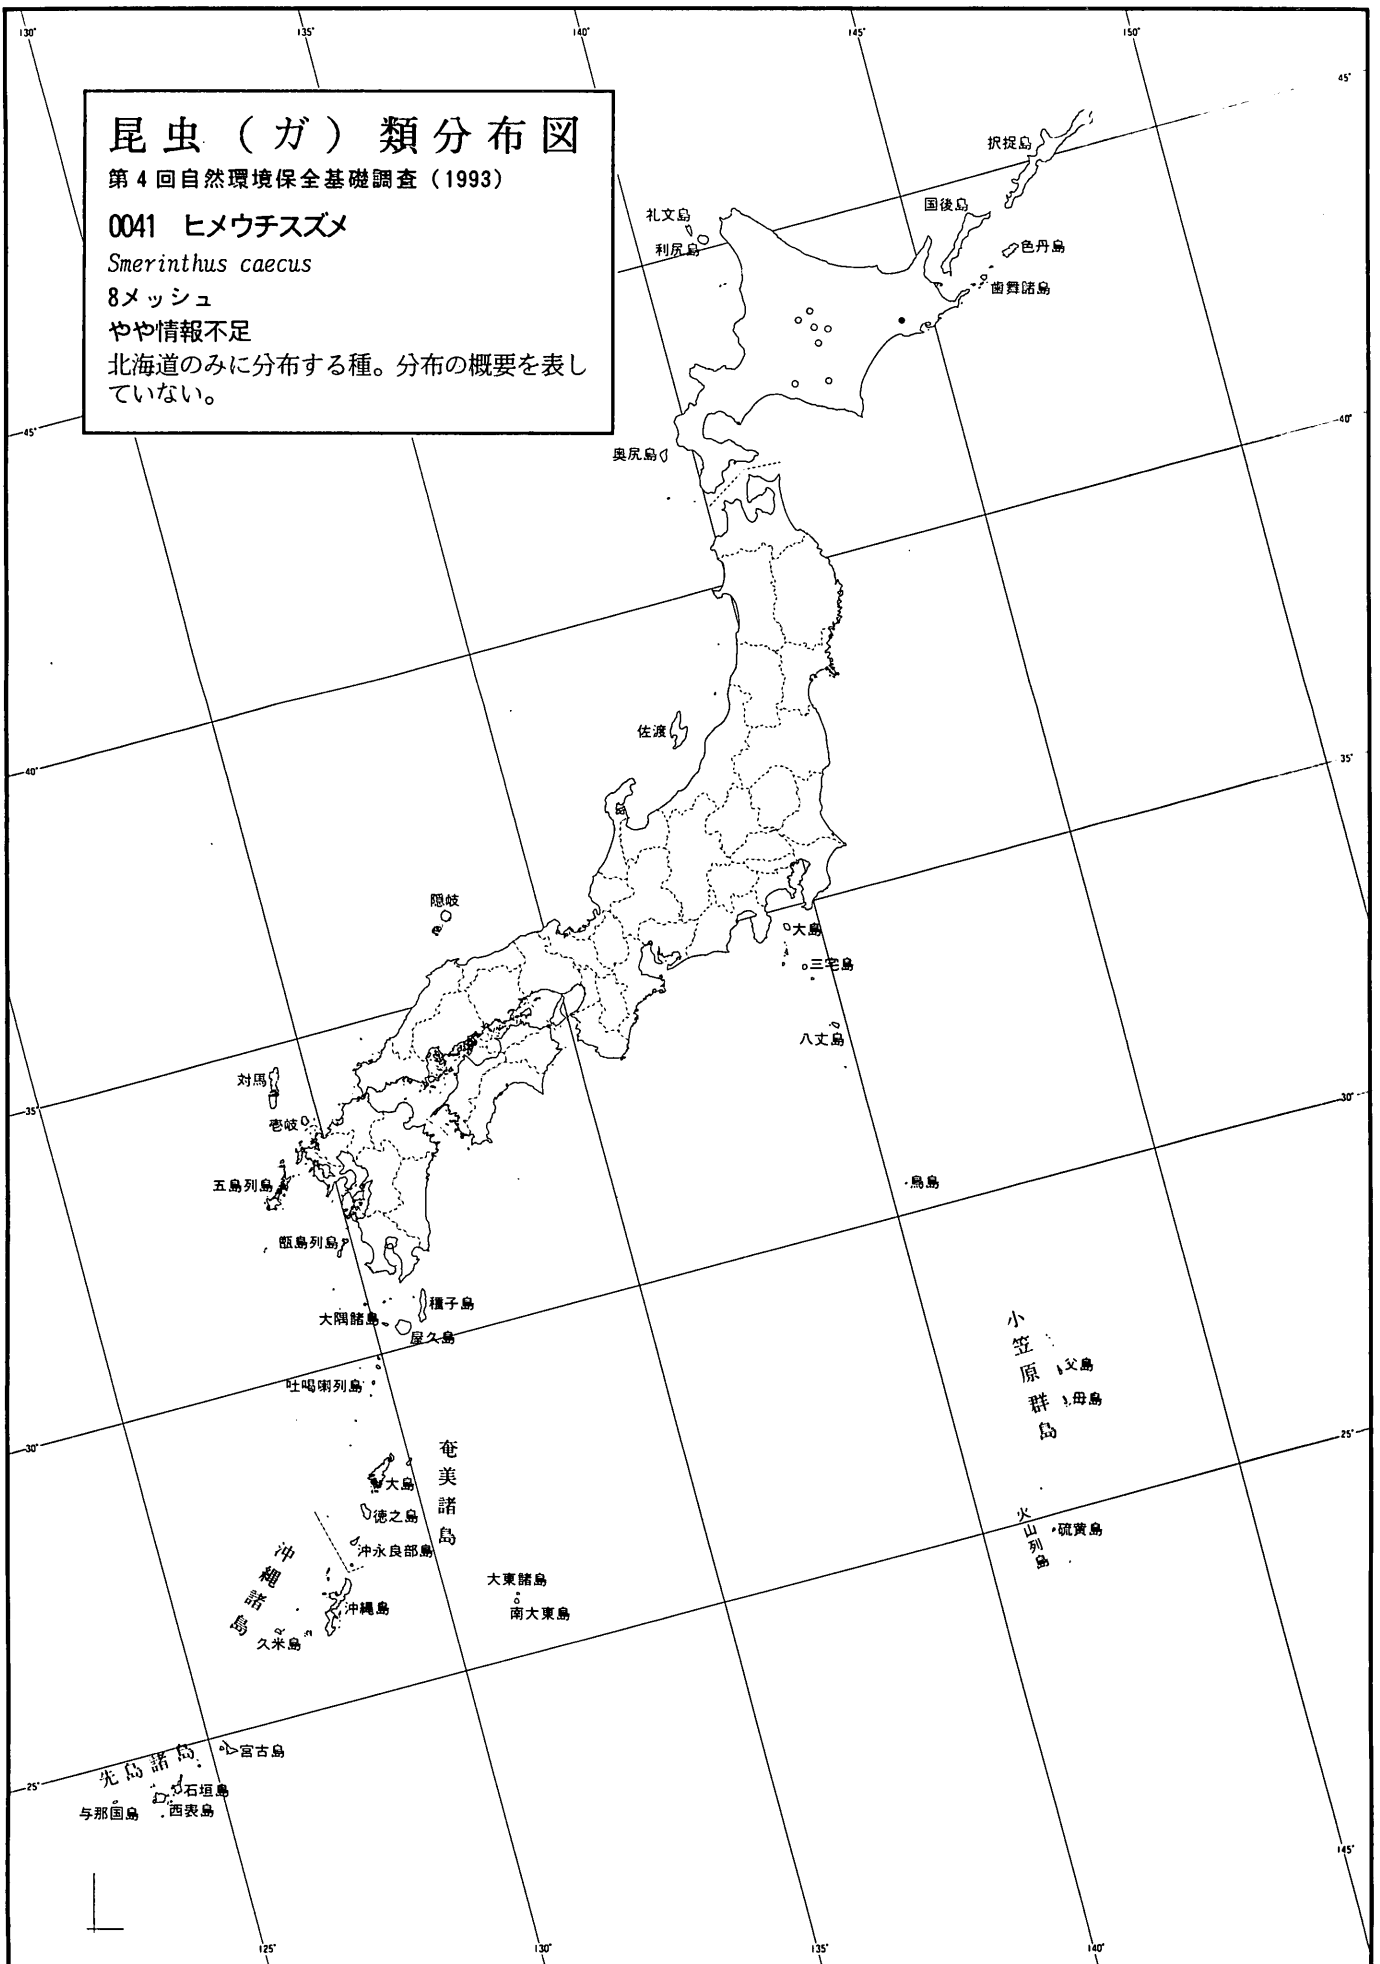 130°
135°
140°
145°
150°
45°
昆虫（ガ）類分布図
第4回自然環境保全基礎調査（1993）
0041 ヒメウチスズメ
Smerinthus caecus
8メッシュ
やや情報不足
北海道のみに分布する種。分布の概要を表し
ていない。
択捉島
国後島
礼文島
利尻島
色丹島
歯舞諸島
45°
40°
奥尻島
佐渡
35°
40°
隠岐
大島
三宅島
八丈島
対馬
35°
壱岐
30°
五島列島
鳥島
甑島列島
種子島
大隅諸島
屋久島
小笠原群島
父島
吐喝喇列島
母島
30°
25°
奄美諸島
大島
徳之島
火山列島
硫黄島
沖永良部島
沖縄諸島
大東諸島
沖縄島
南大東島
久米島
先島諸島
宮古島
25°
石垣島
与那国島
西表島
145°
125°
130°
135°
140°